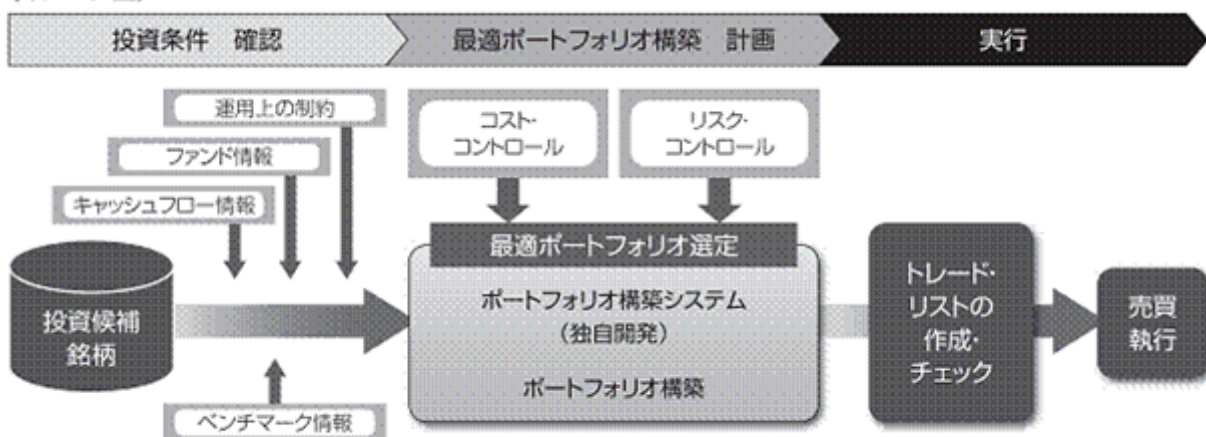 投資条件　確認
最適ポートフォリオ構築　計画
実行
運用上の制約
ファンド情報
キャッシュフロー情報
コスト・
コントロール
リスク・
コントロール
投資候補
銘柄
最適ポートフォリオ選定
ポートフォリオ構築システム
(独自開発)
ポートフォリオ構築
トレード・
リストの
作成・
チェック
売買
執行
ベンチマーク情報